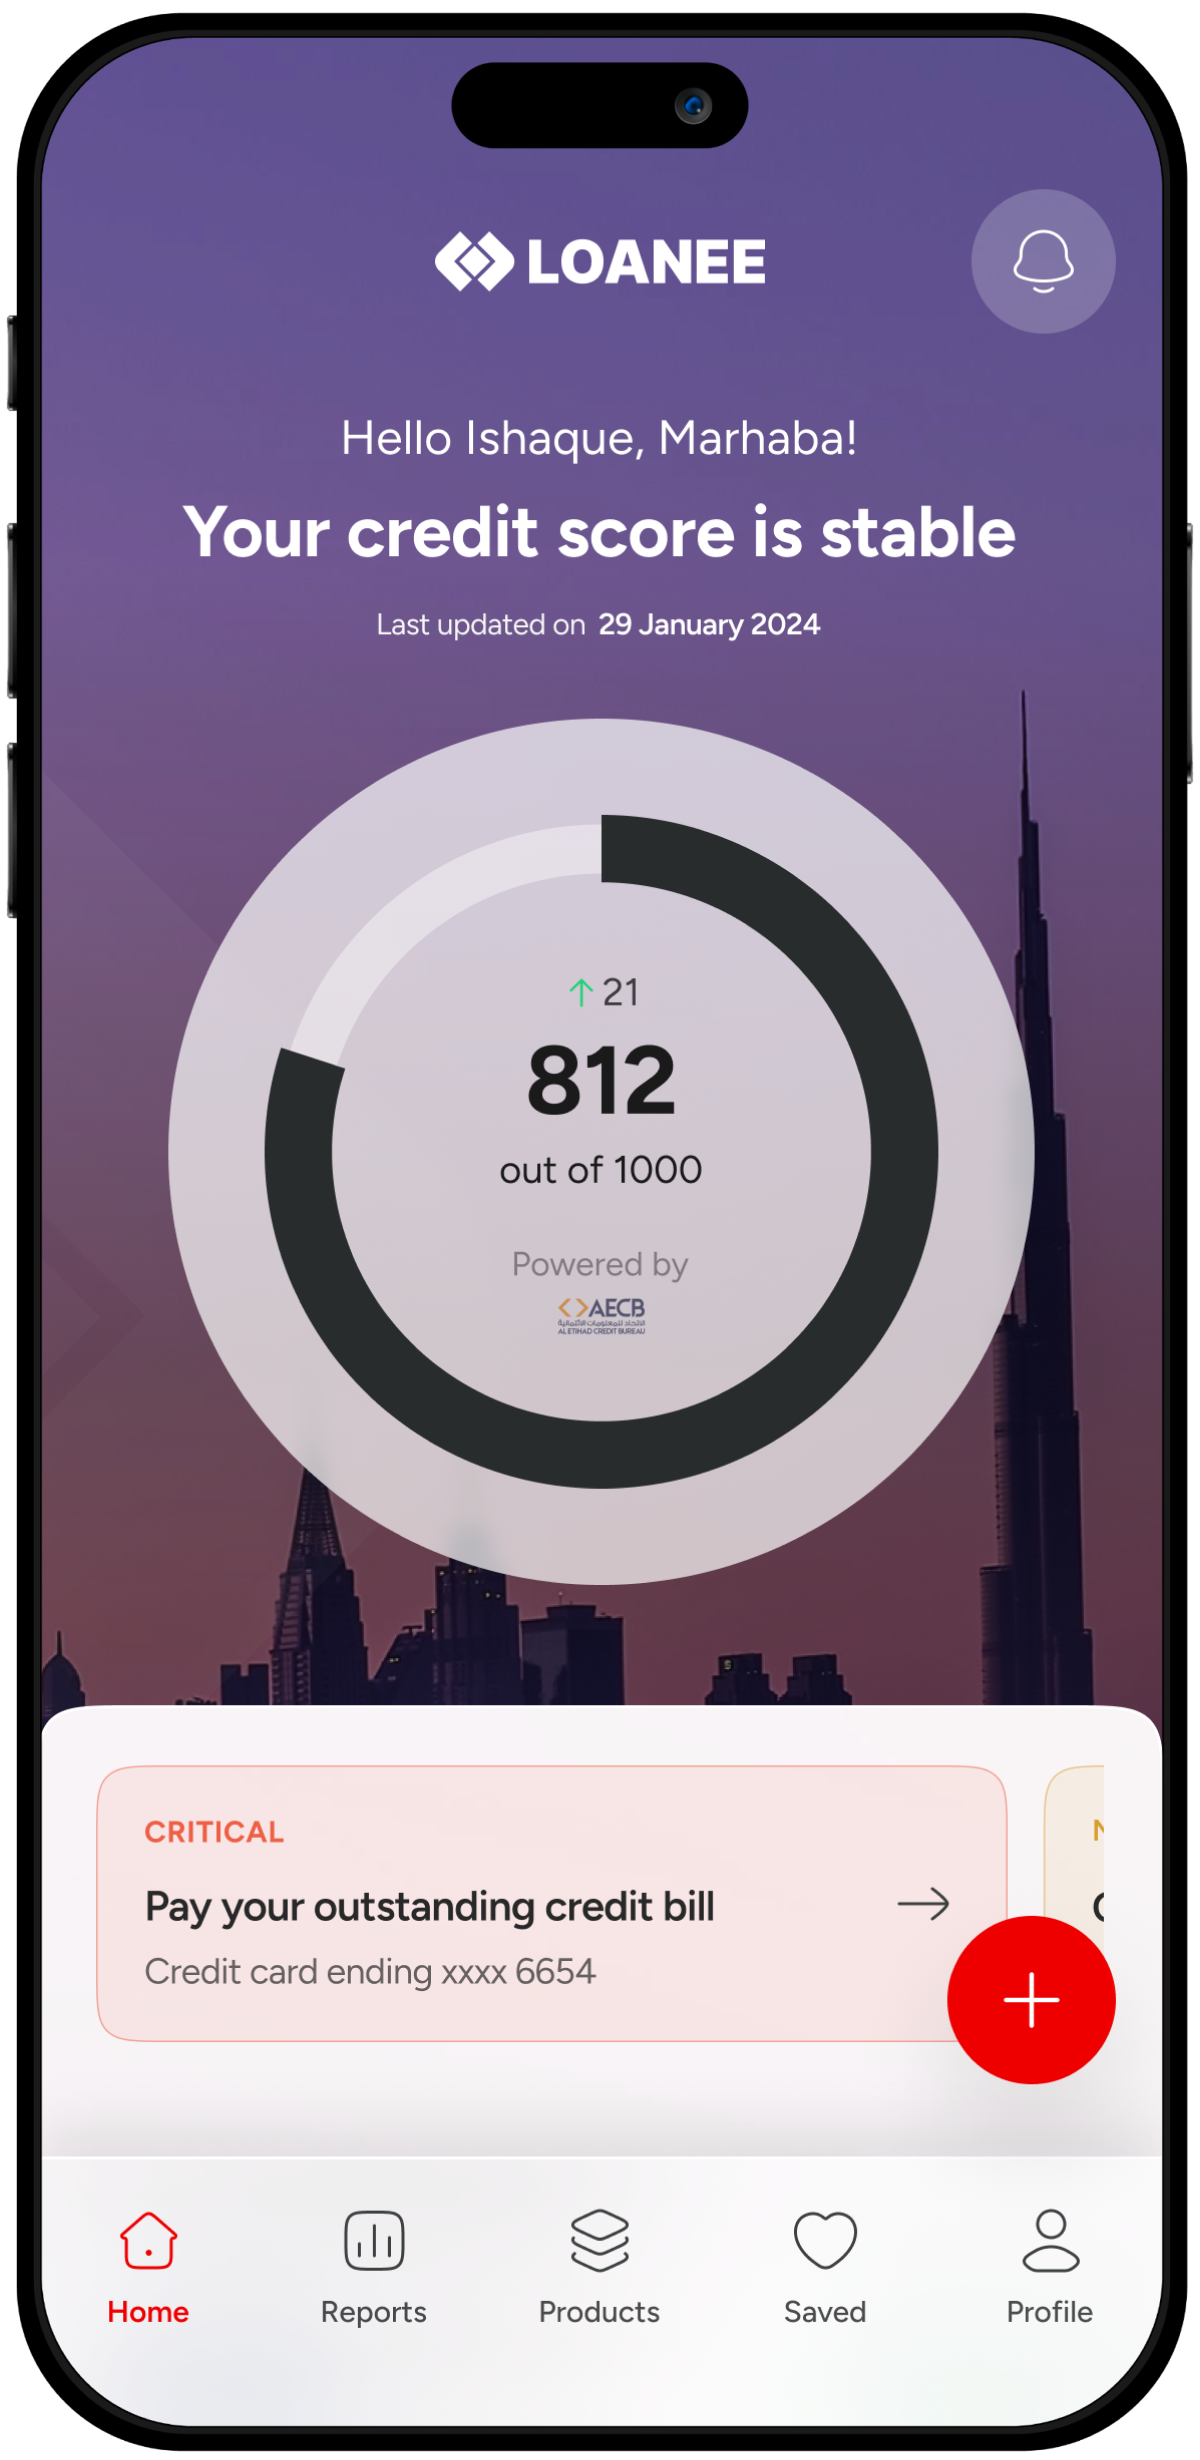 LOANEE
Hello Ishaque, Marhaba!
Your credit score is stable
Last updated on 29 January 2024
21
812
out of 1000
Powered by
AECB
الاتحاد للمعلومات الائتمانية
AL ETIHAD CREDIT BUREAU
CRITICAL
Pay your outstanding credit bill
Credit card ending xxxx 6654
Home
Reports
Products
Saved
Profile